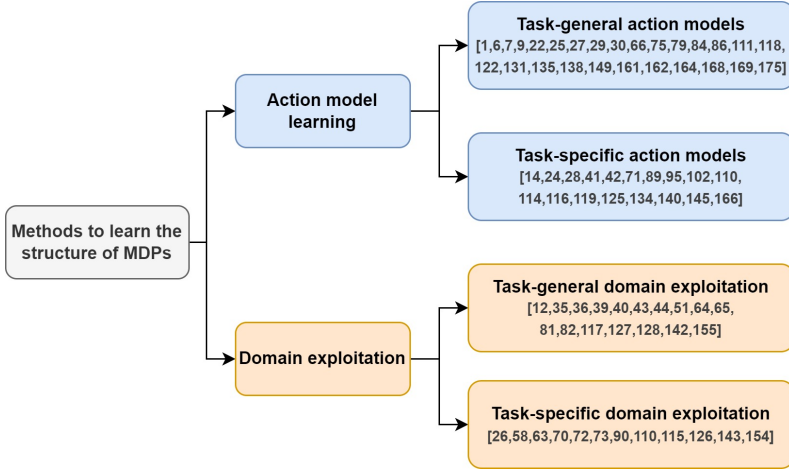 Task-general action models
[1,6,7,9,22,25,27,29,30,66,75,79,84,86,111,118,
122,131,135,138,149,161,162,164,168,169,175]
Action model
learning
Task-specific action models
[14,24,28,41,42,71,89,95,102,110,
114,116,119,125,134,140,145,166]
Methods to learn the
structure of MDPs
Task-general domain exploitation
[12,35,36,39,40,43,44,51,64,65,
81,82,117,127,128,142,155]
Domain exploitation
Task-specific domain exploitation
[26,58,63,70,72,73,90,110,115,126,143,154]